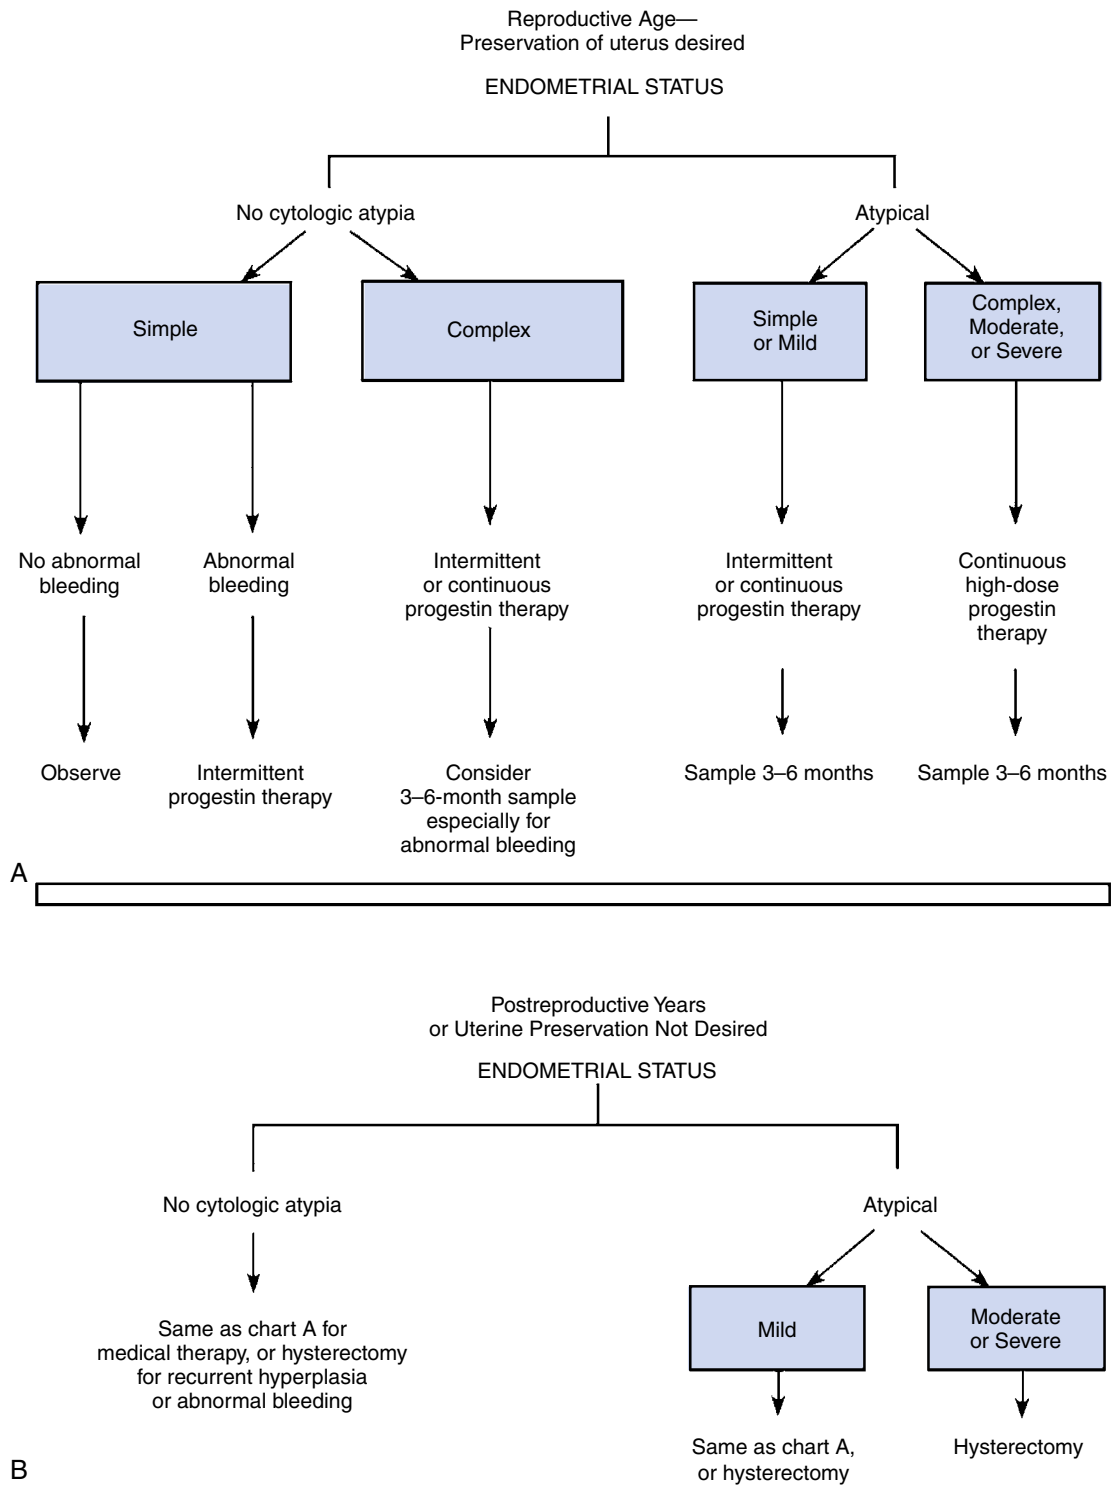 Reproductive Age—
Preservation of uterus desired
ENDOMETRIAL STATUS
No cytologic atypia
Atypical
Simple
Complex
Simple
or Mild
Complex,
Moderate,
or Severe
No abnormal
bleeding
Abnormal
bleeding
Intermittent
or continuous
progestin therapy
Intermittent
or continuous
progestin therapy
Continuous
high-dose
progestin
therapy
Observe
Intermittent
progestin therapy
Consider
3–6-month sample
especially for
abnormal bleeding
Sample 3–6 months
Sample 3–6 months
A
Postreproductive Years
or Uterine Preservation Not Desired
ENDOMETRIAL STATUS
No cytologic atypia
Atypical
Same as chart A for
medical therapy, or hysterectomy
for recurrent hyperplasia
or abnormal bleeding
Mild
Moderate
or Severe
Same as chart A,
or hysterectomy
Hysterectomy
B